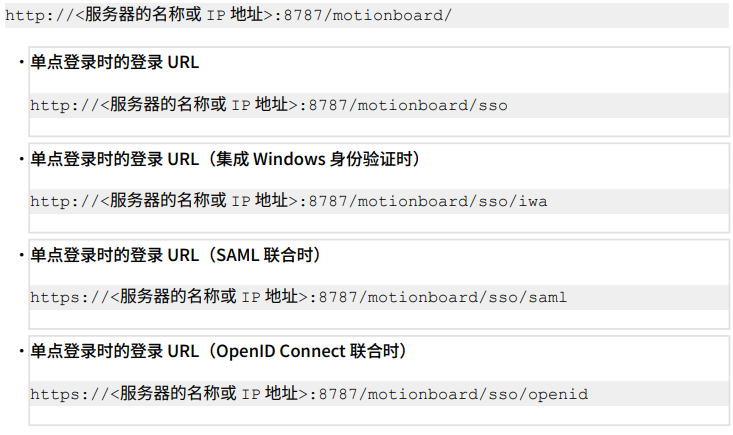 http://<服务器的名称或 IP 地址>:8787/motionboard/
・单点登录时的登录 URL
http://<服务器的名称或 IP 地址>:8787/motionboard/sso
・单点登录时的登录 URL（集成 Windows 身份验证时）
http://<服务器的名称或 IP 地址>:8787/motionboard/sso/iwa
・单点登录时的登录 URL（SAML 联合时）
https://<服务器的名称或 IP 地址>:8787/motionboard/sso/saml
・单点登录时的登录 URL（OpenID Connect 联合时）
https://<服务器的名称或 IP 地址>:8787/motionboard/sso/openid